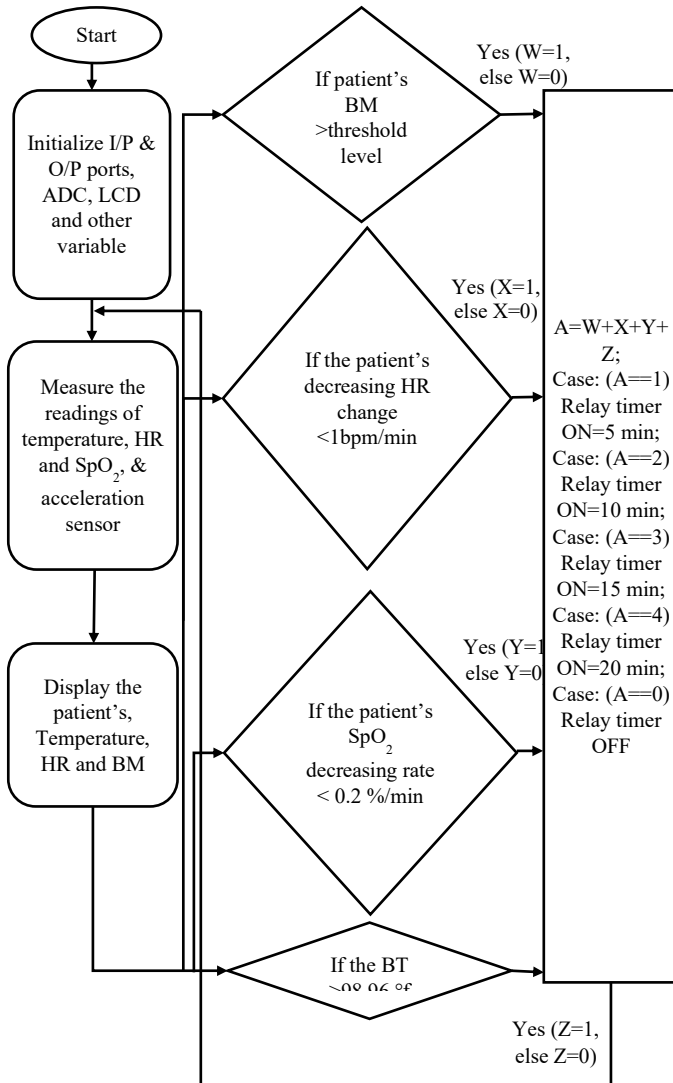 Start
Initialize I/P &
O/P ports,
ADC, LCD
and other
variable
Measure the
readings of
temperature, HR
and SpO₂, &
acceleration
sensor
Display the
patient’s,
Temperature,
HR and BM
If patient’s
BM
>threshold
level
Yes (W=1,
else W=0)
If the patient’s
decreasing HR
change
<1bpm/min
Yes (X=1,
else X=0)
If the patient’s
SpO₂
decreasing rate
< 0.2 %/min
Yes (Y=1
else Y=0
If the BT
>98.96 °f
Yes (Z=1,
else Z=0)
A=W+X+Y+
Z;
Case: (A==1)
Relay timer
ON=5 min;
Case: (A==2)
Relay timer
ON=10 min;
Case: (A==3)
Relay timer
ON=15 min;
Case: (A==4)
Relay timer
ON=20 min;
Case: (A==0)
Relay timer
OFF